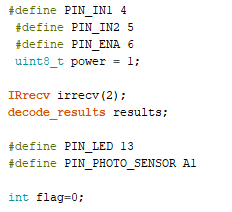 #define PIN_IN1 4
#define PIN_IN2 5
#define PIN_ENA 6
uint8_t power = 1;
IRrecv irrecv(2);
decode_results results;
#define PIN_LED 13
#define PIN_PHOTO_SENSOR A1
int flag=0;